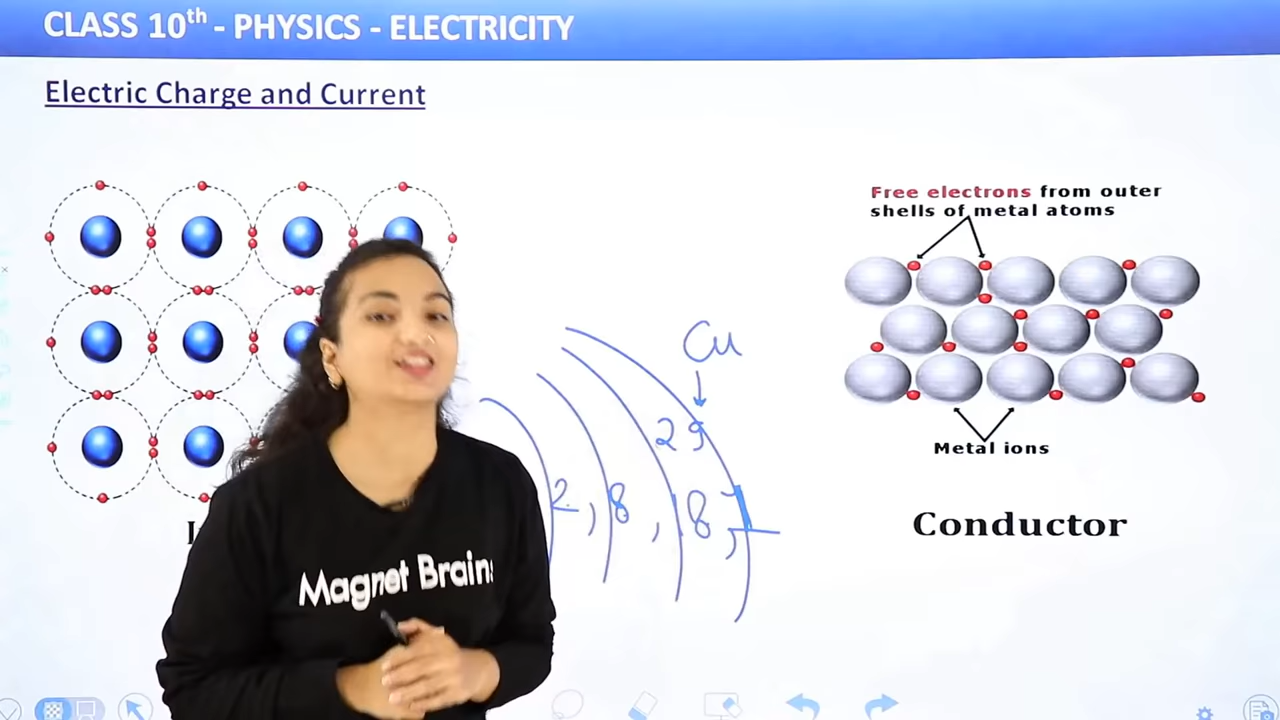 CLASS 10th - PHYSICS - ELECTRICITY
Electric Charge and Current
Free electrons from outer
shells of metal atoms
Cu
29
2, 8, 18, 1
Metal ions
Conductor
Magnet Brains